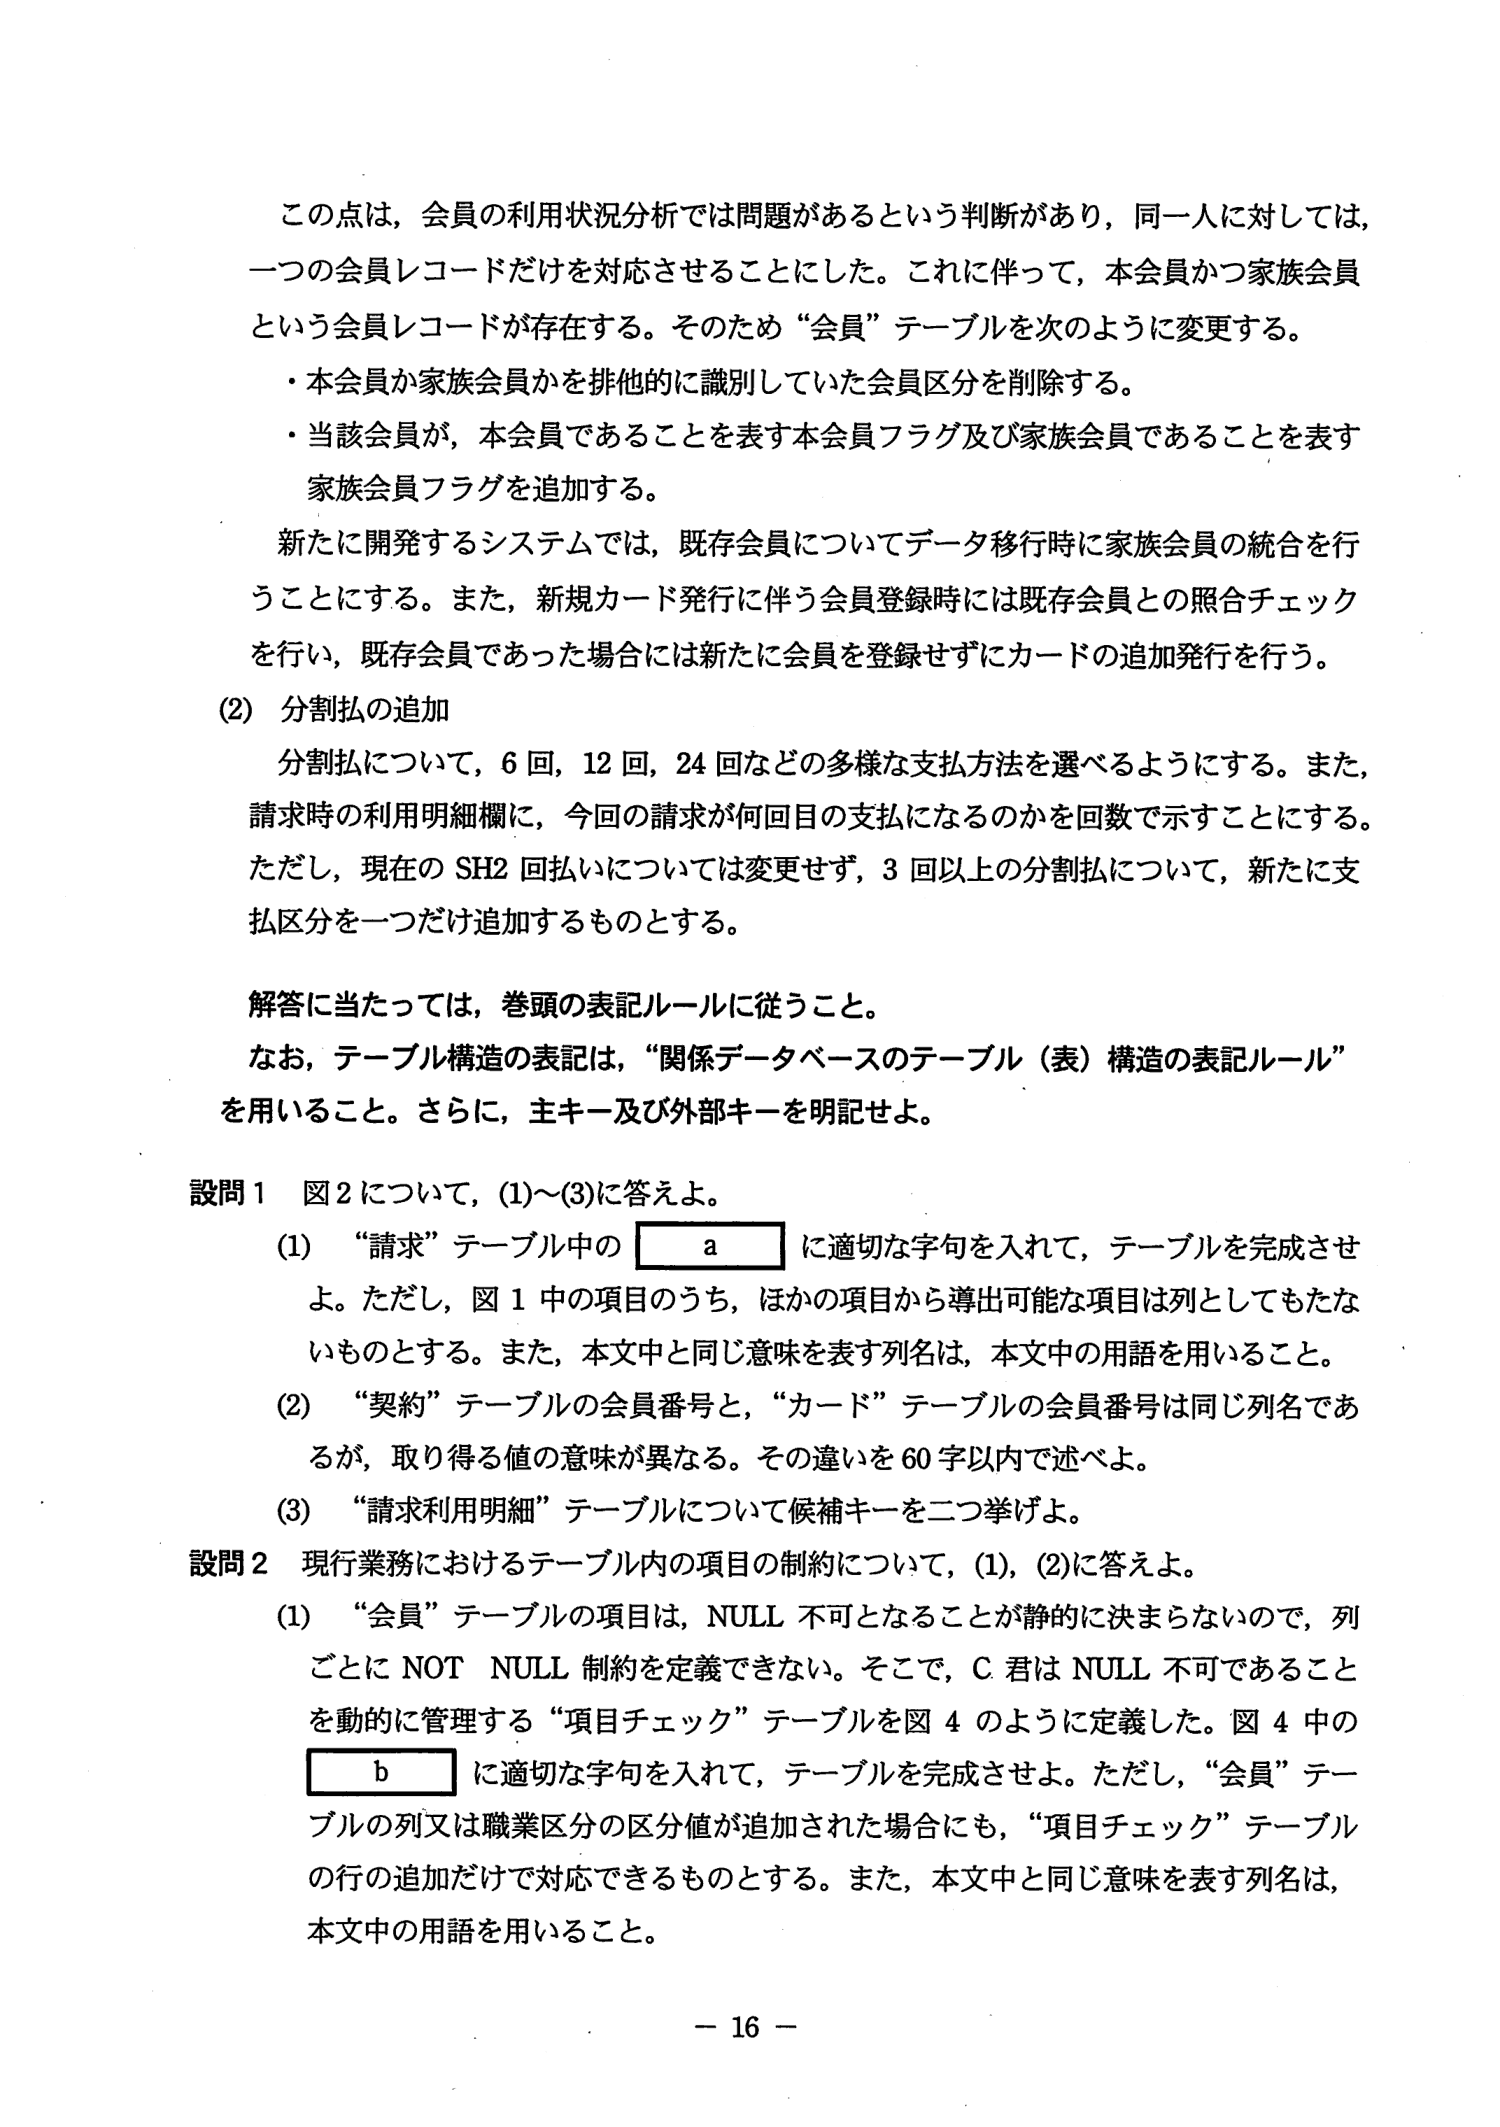 この点は，会員の利用状況分析では問題があるという判断があり，同一人に対しては，
一つの会員レコードだけを対応させることにした。これに伴って，本会員かつ家族会員
という会員レコードが存在する。そのため“会員”テーブルを次のように変更する。
・本会員か家族会員かを排他的に識別していた会員区分を削除する。
・当該会員が，本会員であることを表す本会員フラグ及び家族会員であることを表す
家族会員フラグを追加する。
新たに開発するシステムでは，既存会員についてデータ移行時に家族会員の統合を行
うことにする。また，新規カード発行に伴う会員登録時には既存会員との照合チェック
を行い，既存会員であった場合には新たに会員を登録せずにカードの追加発行を行う。
(2) 分割払の追加
分割払について，6 回，12 回，24 回などの多様な支払方法を選べるようにする。また，
請求時の利用明細欄に，今回の請求が何回目の支払になるのかを回数で示すことにする。
ただし，現在の SH2 回払いについては変更せず，3 回以上の分割払について，新たに支
払区分を一つだけ追加するものとする。
解答に当たっては，巻頭の表記ルールに従うこと。
なお，テーブル構造の表記は，“関係データベースのテーブル（表）構造の表記ルール”
を用いること。さらに，主キー及び外部キーを明記せよ。
設問1 図2について，(1)～(3)に答えよ。
(1) “請求”テーブル中の a に適切な字句を入れて，テーブルを完成させ
よ。ただし，図 1 中の項目のうち，ほかの項目から導出可能な項目は列としてもたな
いものとする。また，本文中と同じ意味を表す列名は，本文中の用語を用いること。
(2) “契約”テーブルの会員番号と，“カード”テーブルの会員番号は同じ列名であ
るが，取り得る値の意味が異なる。その違いを 60 字以内で述べよ。
(3) “請求利用明細”テーブルについて候補キーを二つ挙げよ。
設問2 現行業務におけるテーブル内の項目の制約について，(1)，(2)に答えよ。
(1) “会員”テーブルの項目は，NULL 不可となることが静的に決まらないので，列
ごとに NOT NULL 制約を定義できない。そこで，C 君は NULL 不可であること
を動的に管理する“項目チェック”テーブルを図 4 のように定義した。図 4 中の
b に適切な字句を入れて，テーブルを完成させよ。ただし，“会員”テー
ブルの列又は職業区分の区分値が追加された場合にも，“項目チェック”テーブル
の行の追加だけで対応できるものとする。また，本文中と同じ意味を表す列名は，
本文中の用語を用いること。
－ 16 －